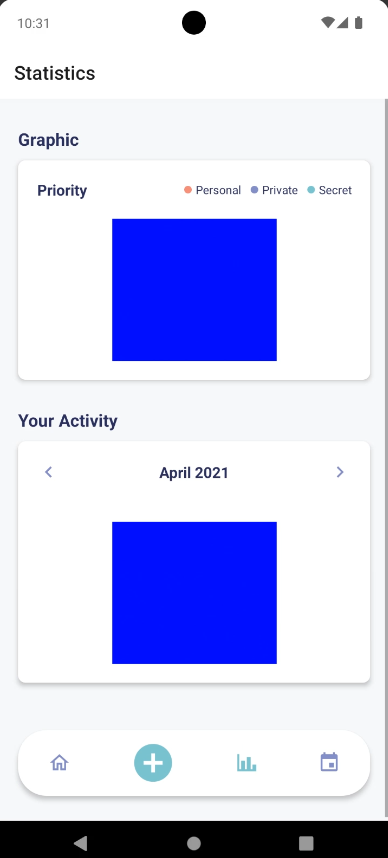 10:31
Statistics
Graphic
Priority
Personal
Private
Secret
Your Activity
April 2021